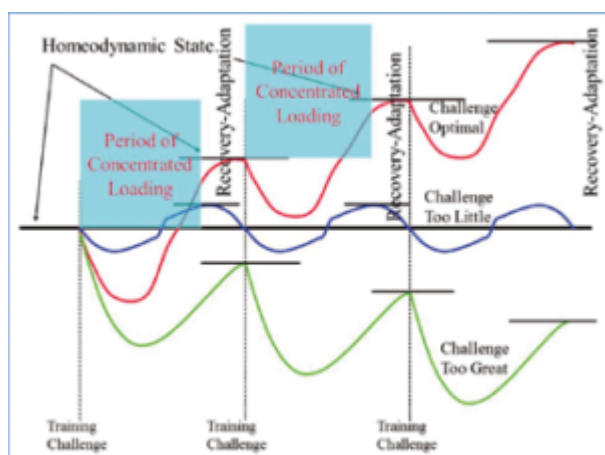 Homeodynamic State
Period of
Concentrated
Loading
Recovery-Adaptation
Period of
Concentrated
Loading
Recovery-Adaptation
Challenge
Optimal
Recovery-Adaptation
Challenge
Too Little
Challenge
Too Great
Training
Challenge
Training
Challenge
Training
Challenge